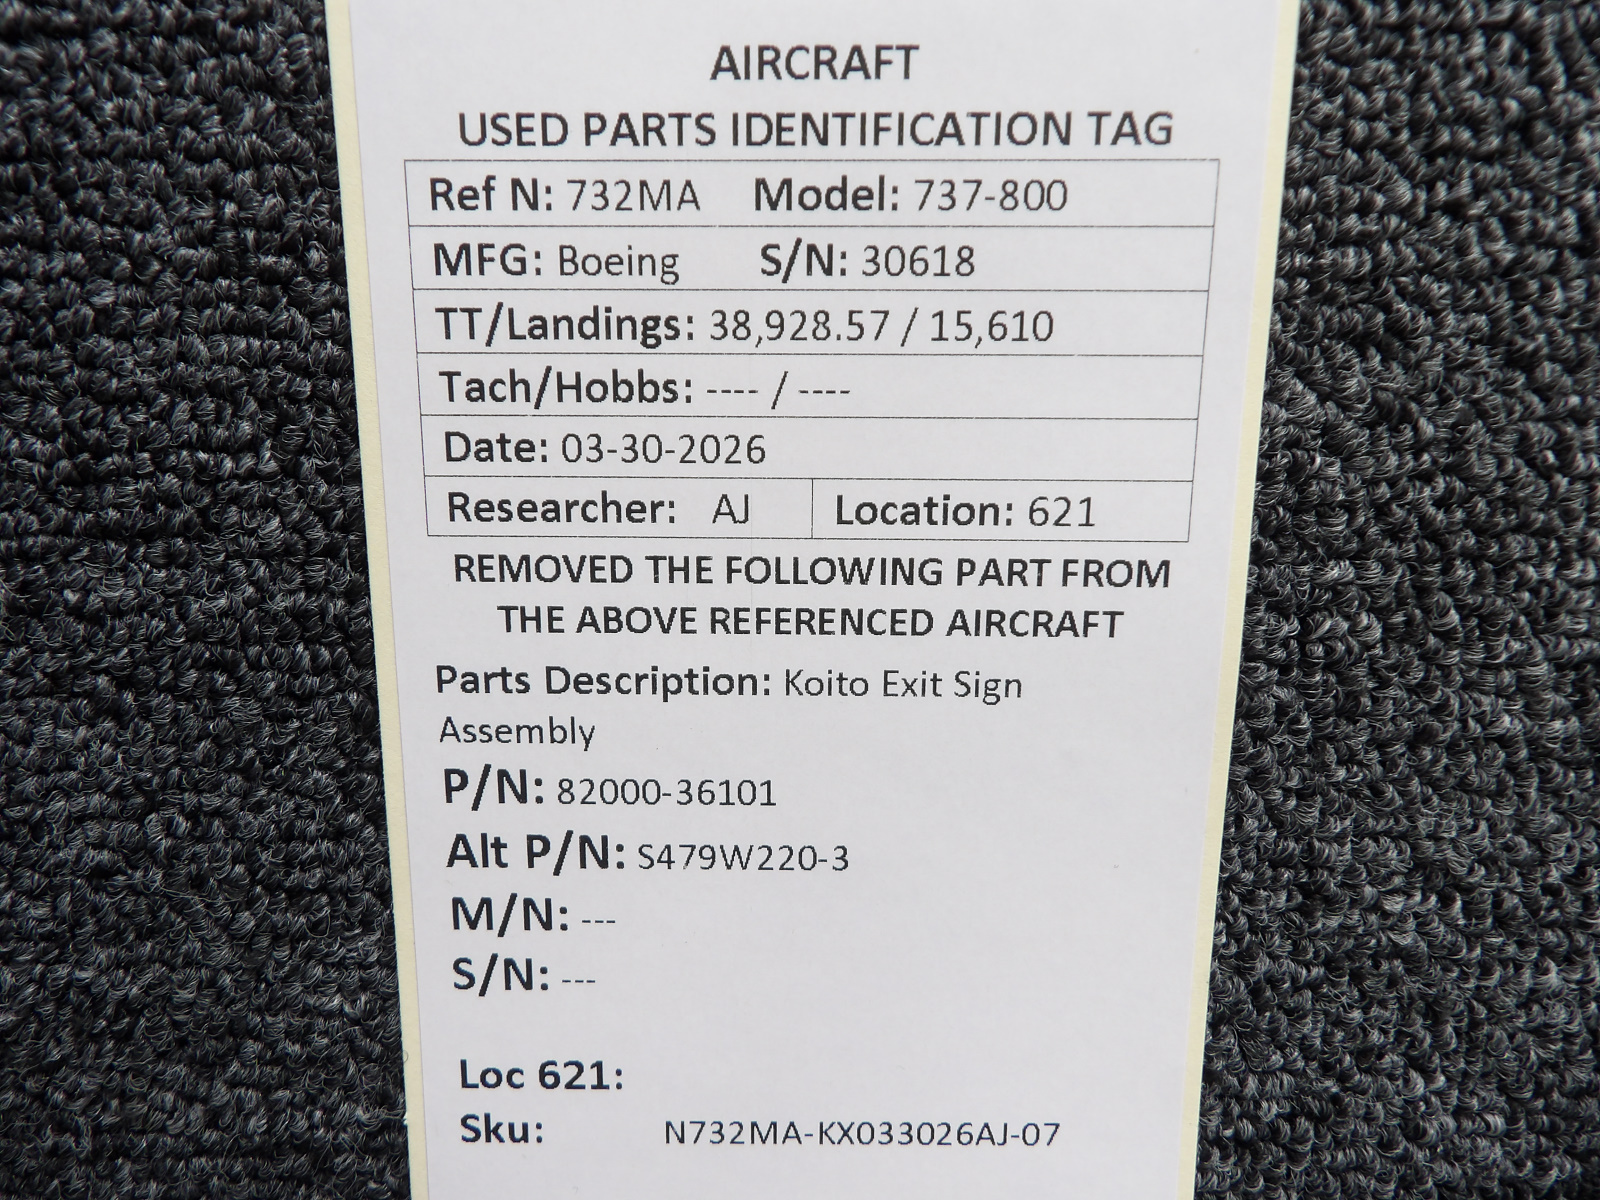 AIRCRAFT
USED PARTS IDENTIFICATION TAG
Ref N: 732MA Model: 737-800
MFG: Boeing S/N: 30618
TT/Landings: 38,928.57 / 15,610
Tach/Hobbs: ---- / ----
Date: 03-30-2026
Researcher: AJ Location: 621
REMOVED THE FOLLOWING PART FROM
THE ABOVE REFERENCED AIRCRAFT
Parts Description: Koito Exit Sign
Assembly
P/N: 82000-36101
Alt P/N: S479W220-3
M/N: ---
S/N: ---
Loc 621:
Sku: N732MA-KX033026AJ-07